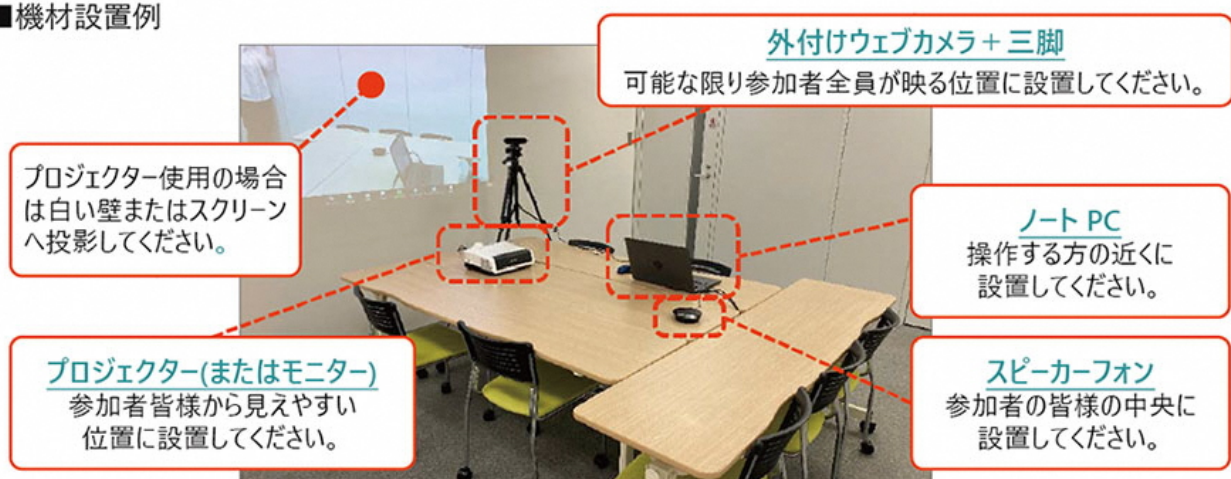 ■機材設置例
外付けウェブカメラ＋三脚
可能な限り参加者全員が映る位置に設置してください。
プロジェクター使用の場合
は白い壁またはスクリーン
へ投影してください。
ノート PC
操作する方の近くに
設置してください。
プロジェクター(またはモニター)
参加者皆様から見えやすい
位置に設置してください。
スピーカーフォン
参加者の皆様の中央に
設置してください。